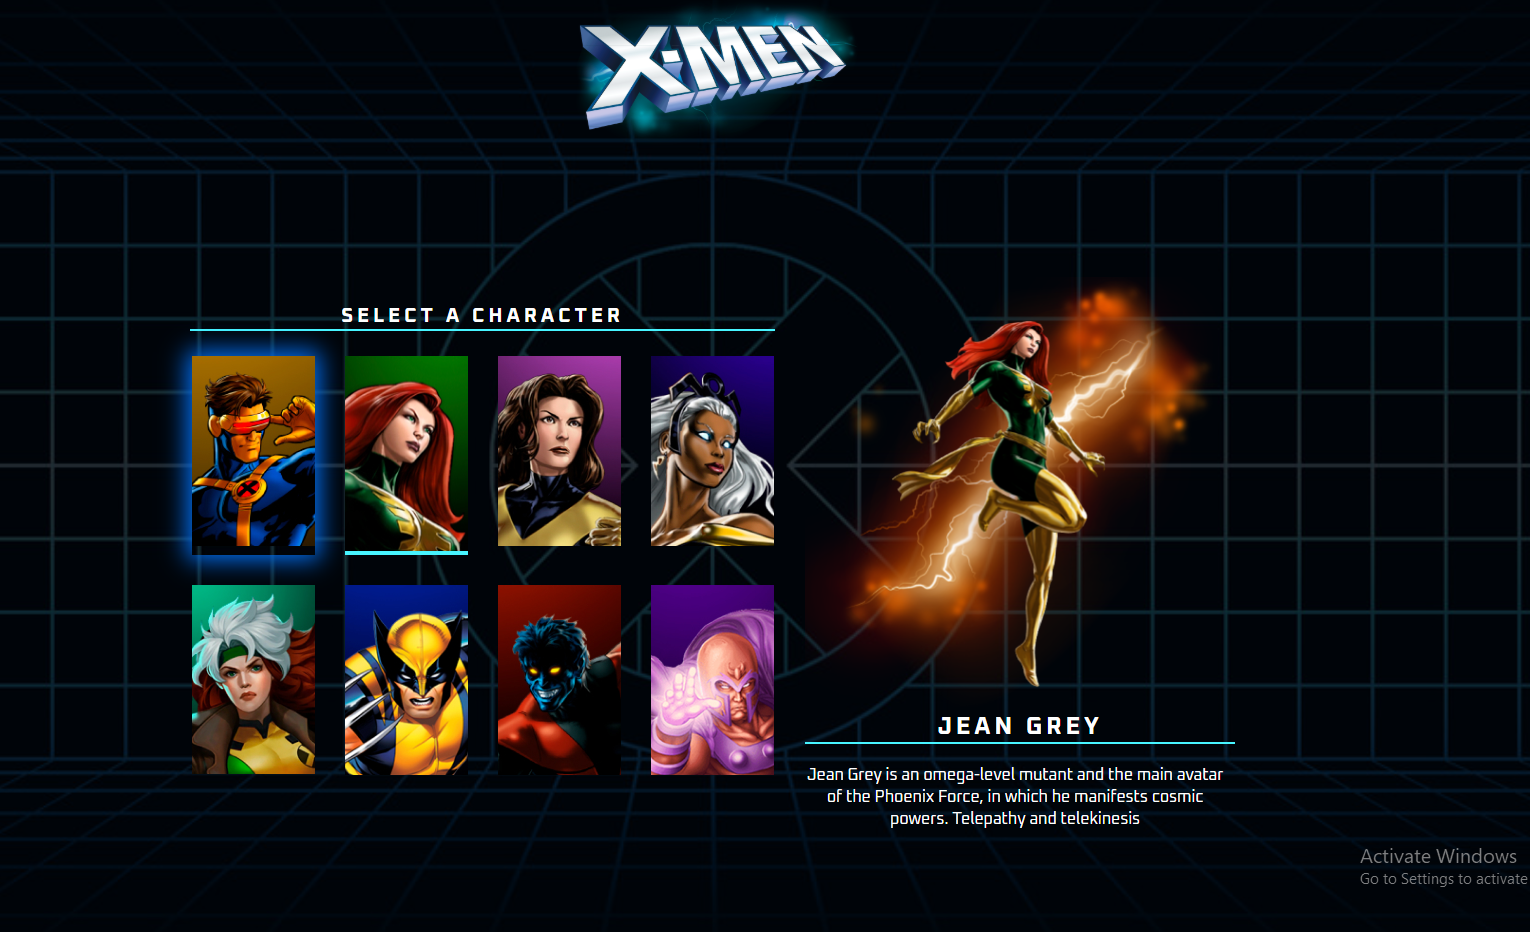 X-MEN
SELECT A CHARACTER
JEAN GREY
Jean Grey is an omega-level mutant and the main avatar
of the Phoenix Force, in which he manifests cosmic
powers. Telepathy and telekinesis
Activate Windows
Go to Settings to activate